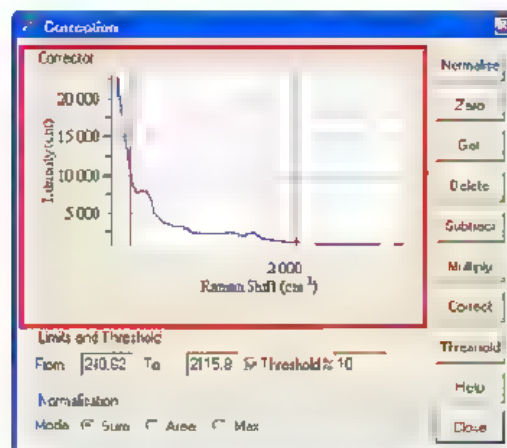 Correction
Corrector
20 000
15 000
10 000
5 000
Intensity (cnt)
2 000
Raman Shift (cm-1)
Normalise
Zero
Get
Delete
Subtract
Multiply
Correct
Threshold
Help
Close
Limits and Threshold
From 240.62 To 2115.8 Threshold % 10
Normalisation
Mode Sum Area Max